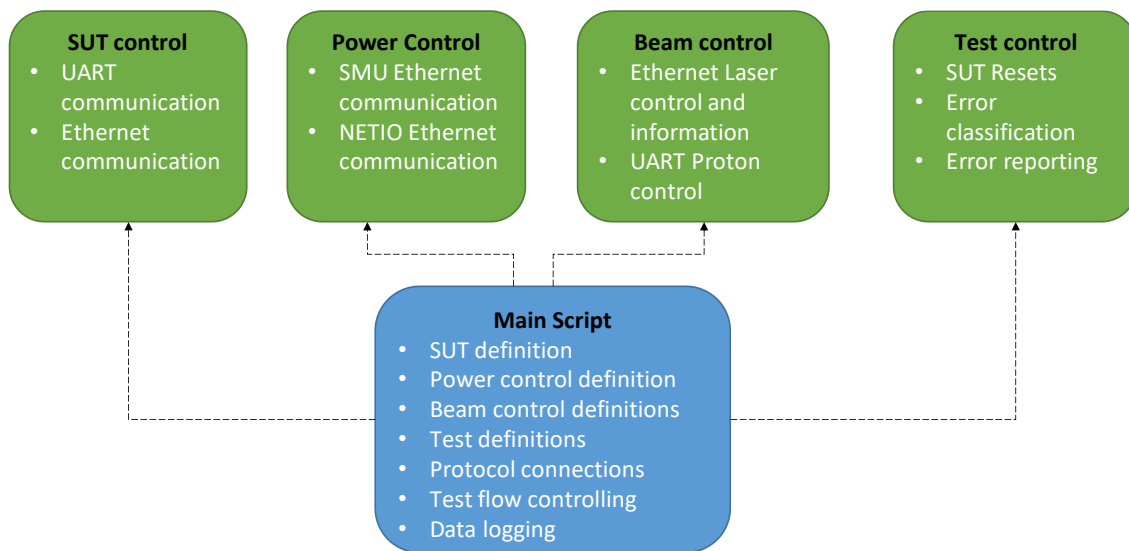 SUT control
• UART
communication
• Ethernet
communication
Power Control
• SMU Ethernet
communication
• NETIO Ethernet
communication
Beam control
• Ethernet Laser
control and
information
• UART Proton
control
Test control
• SUT Resets
• Error
classification
• Error reporting
Main Script
• SUT definition
• Power control definition
• Beam control definitions
• Test definitions
• Protocol connections
• Test flow controlling
• Data logging